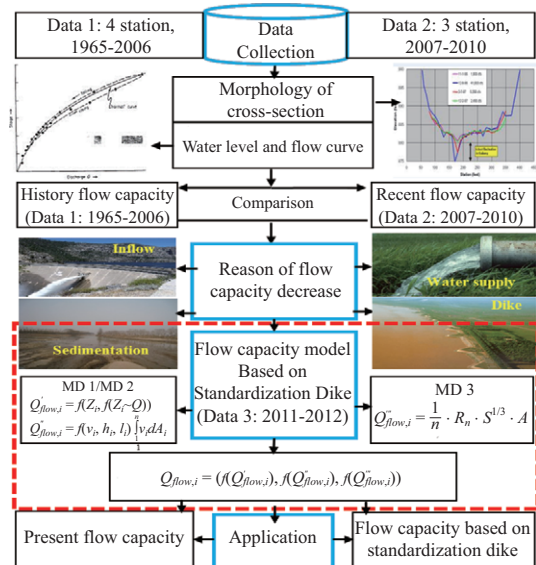 Data 1: 4 station,
1965-2006
Data
Collection
Data 2: 3 station,
2007-2010
Morphology of
cross-section
Water level and flow curve
History flow capacity
(Data 1: 1965-2006)
Comparison
Recent flow capacity
(Data 2: 2007-2010)
Inflow
Reason of flow
capacity decrease
Water supply
Sedimentation
Dike
Flow capacity model
Based on
Standardization Dike
(Data 3: 2011-2012)
MD 1/MD 2
Q'flow,i = f(Zi, f(Zi~Q))
Q''flow,i = f(vi, hi, li) ∫₁ⁿvidAi
MD 3
Q'''flow,i = 1/n · Rn · S^1/3 · A
Qflow,i = (f(Q'flow,i), f(Q''flow,i), f(Q'''flow,i))
Present flow capacity
Application
Flow capacity based on
standardization dike